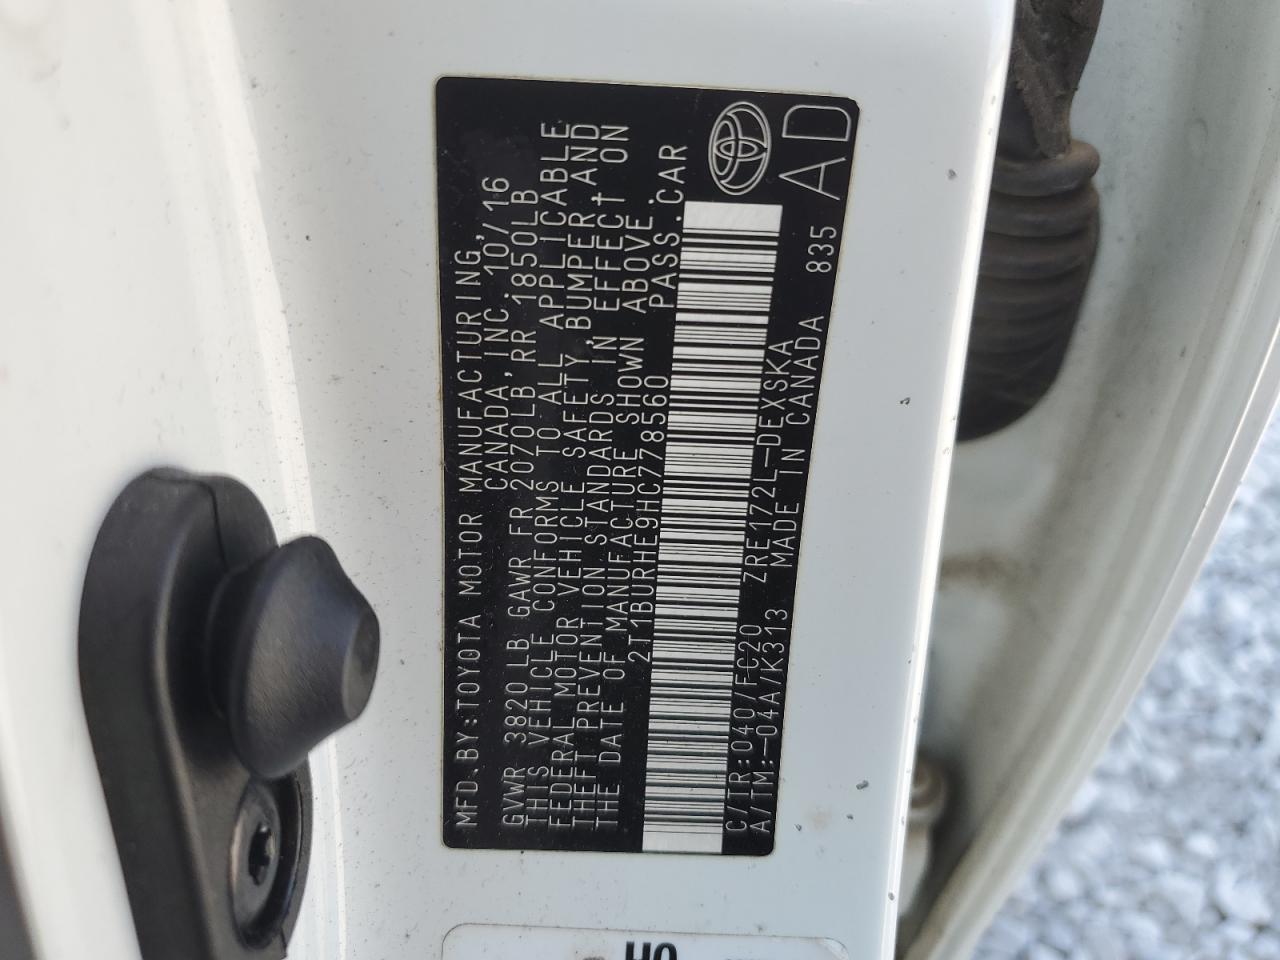 MFD.BY:TOYOTA MOTOR MANUFACTURING,
CANADA,INC.10/16
GVWR 3820LB GAWR FR 2070LB,RR 1850LB
THIS VEHICLE CONFORMS TO ALL APPLICABLE
FEDERAL MOTOR VEHICLE SAFETY,BUMPER,AND
THEFT PREVENTION STANDARDS IN EFFECT ON
THE DATE OF MANUFACTURE SHOWN ABOVE.
2T1BURHE9HC778560 PASS.CAR
C/TR:040/FC20 ZRE172L-DEXSKA 835
A/TM:-04A/K313 MADE IN CANADA
AD